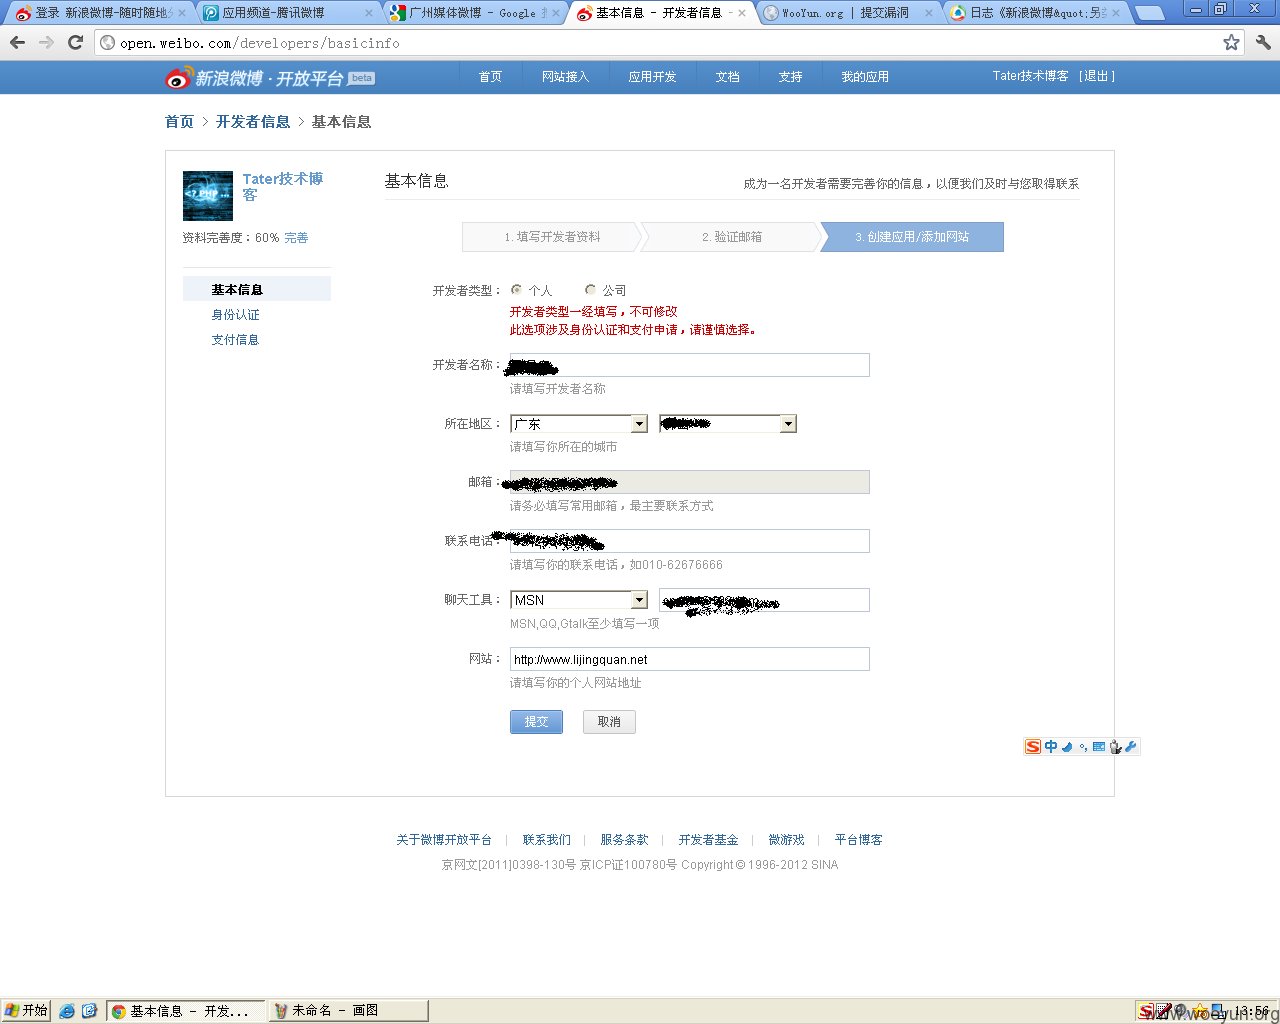 登录 新浪微博-随时随地分
应用频道-腾讯微博
广州媒体微博 - Google
基本信息 - 开发者信息 -
WooYun.org | 提交漏洞
日志《新浪微博&quot;另
open.weibo.com/developers/basicinfo
新浪微博·开放平台 beta
首页 网站接入 应用开发 文档 支持 我的应用
Tater技术博客 [退出]
首页 > 开发者信息 > 基本信息
Tater技术博
客
资料完善度：60% 完善
基本信息
身份认证
支付信息
基本信息
成为一名开发者需要完善你的信息，以便我们及时与您取得联系
1. 填写开发者资料 2. 验证邮箱 3. 创建应用/添加网站
开发者类型： 个人 公司
开发者类型一经填写，不可修改
此选项涉及身份认证和支付申请，请谨慎选择。
开发者名称：
请填写开发者名称
所在地区： 广东
请填写你所在的城市
邮箱：
请务必填写常用邮箱，最主要联系方式
联系电话：
请填写你的联系电话，如010-62676666
聊天工具： MSN
MSN,QQ,Gtalk至少填写一项
网站： http://www.lijingquan.net
请填写你的个人网站地址
提交 取消
中
关于微博开放平台 | 联系我们 | 服务条款 | 开发者基金 | 微游戏 | 平台博客
京网文[2011]0398-130号 京ICP证100780号 Copyright © 1996-2012 SINA
开始
基本信息 - 开发...
未命名 - 画图
13:56
www.wooyun.org